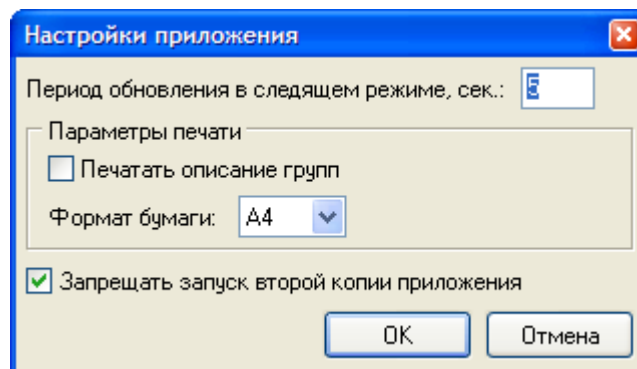 Настройки приложения
Период обновления в следящем режиме, сек.: 5
Параметры печати
Печатать описание групп
Формат бумаги: A4
Запрещать запуск второй копии приложения
OK Отмена